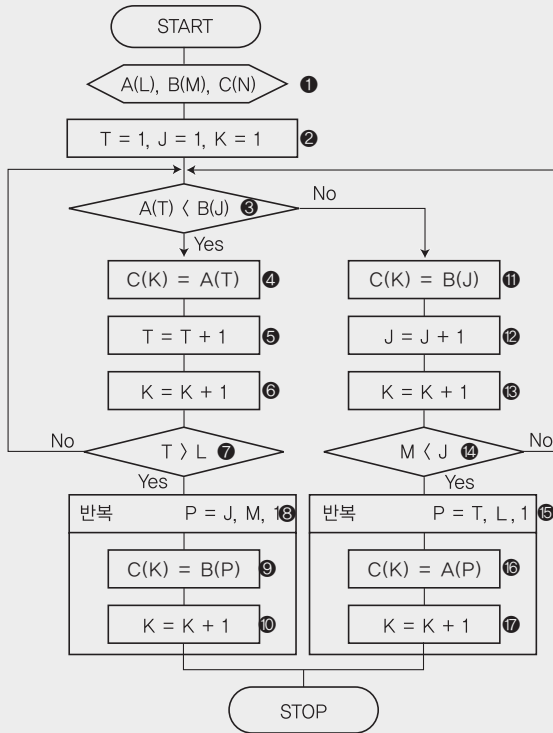 START
A(L), B(M), C(N) ❶
T = 1, J = 1, K = 1 ❷
A(T) < B(J) ❸
No
Yes
C(K) = A(T) ❹
T = T + 1 ❺
K = K + 1 ❻
No
T > L ❼
Yes
반복 P = J, M, 1 ❽
C(K) = B(P) ❾
K = K + 1 ❿
C(K) = B(J) ⓫
J = J + 1 ⓬
K = K + 1 ⓭
M < J ⓮
No
Yes
반복 P = T, L, 1 ⓯
C(K) = A(P) ⓰
K = K + 1 ⓱
STOP